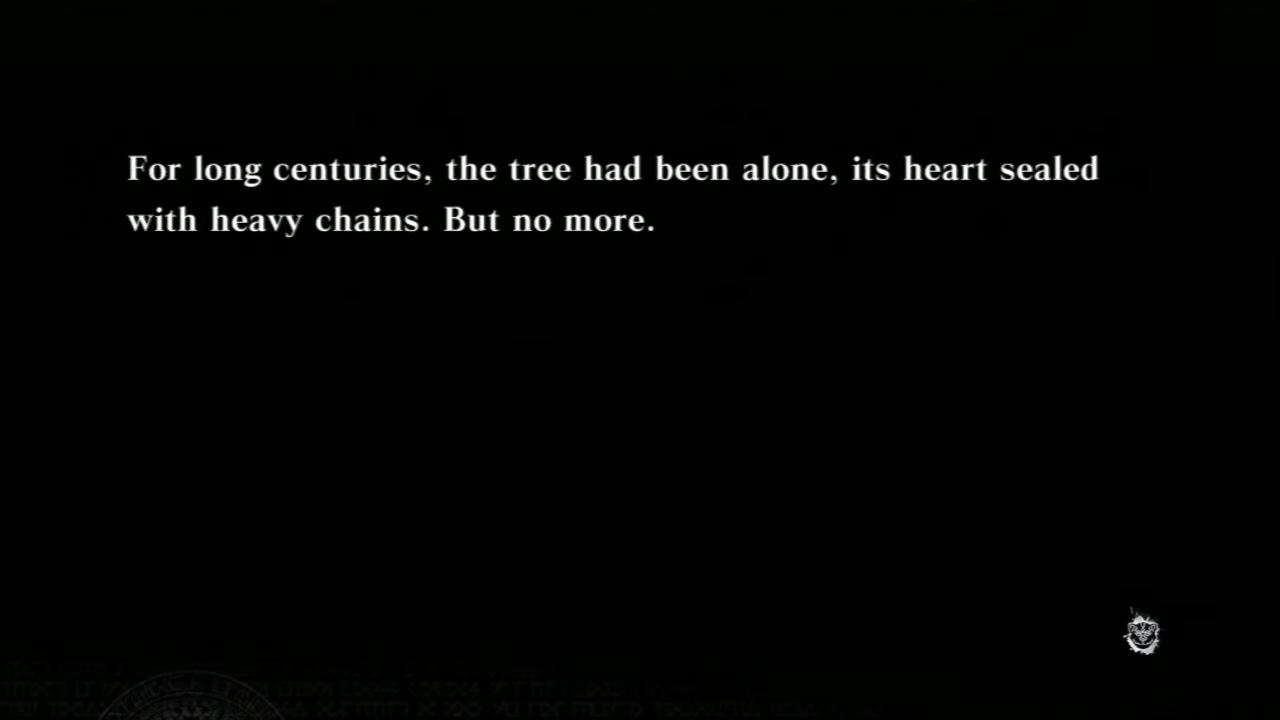 For long centuries, the tree had been alone, its heart sealed
with heavy chains. But no more.